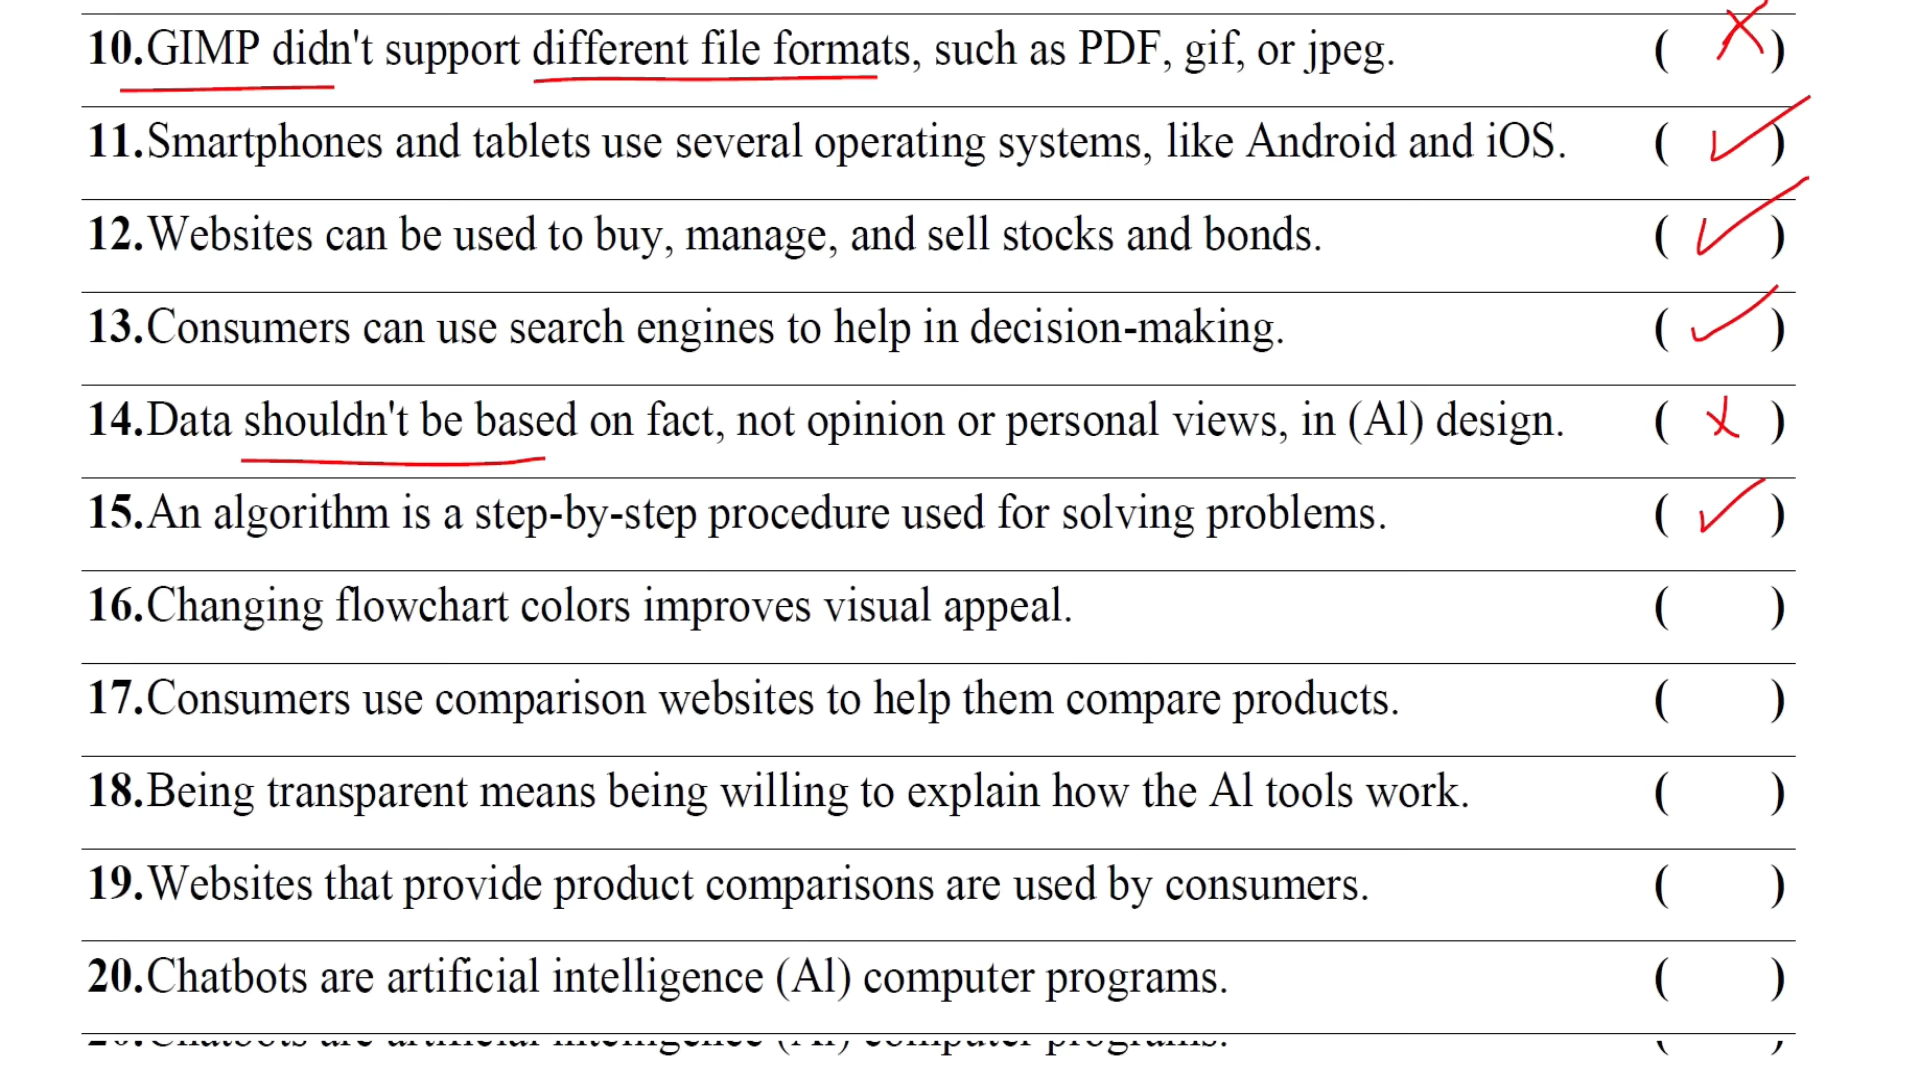 10.GIMP didn't support different file formats, such as PDF, gif, or jpeg. ( ✗ )
11.Smartphones and tablets use several operating systems, like Android and iOS. ( ✓ )
12.Websites can be used to buy, manage, and sell stocks and bonds. ( ✓ )
13.Consumers can use search engines to help in decision-making. ( ✓ )
14.Data shouldn't be based on fact, not opinion or personal views, in (Al) design. ( ✗ )
15.An algorithm is a step-by-step procedure used for solving problems. ( ✓ )
16.Changing flowchart colors improves visual appeal. ( )
17.Consumers use comparison websites to help them compare products. ( )
18.Being transparent means being willing to explain how the Al tools work. ( )
19.Websites that provide product comparisons are used by consumers. ( )
20.Chatbots are artificial intelligence (Al) computer programs. ( )